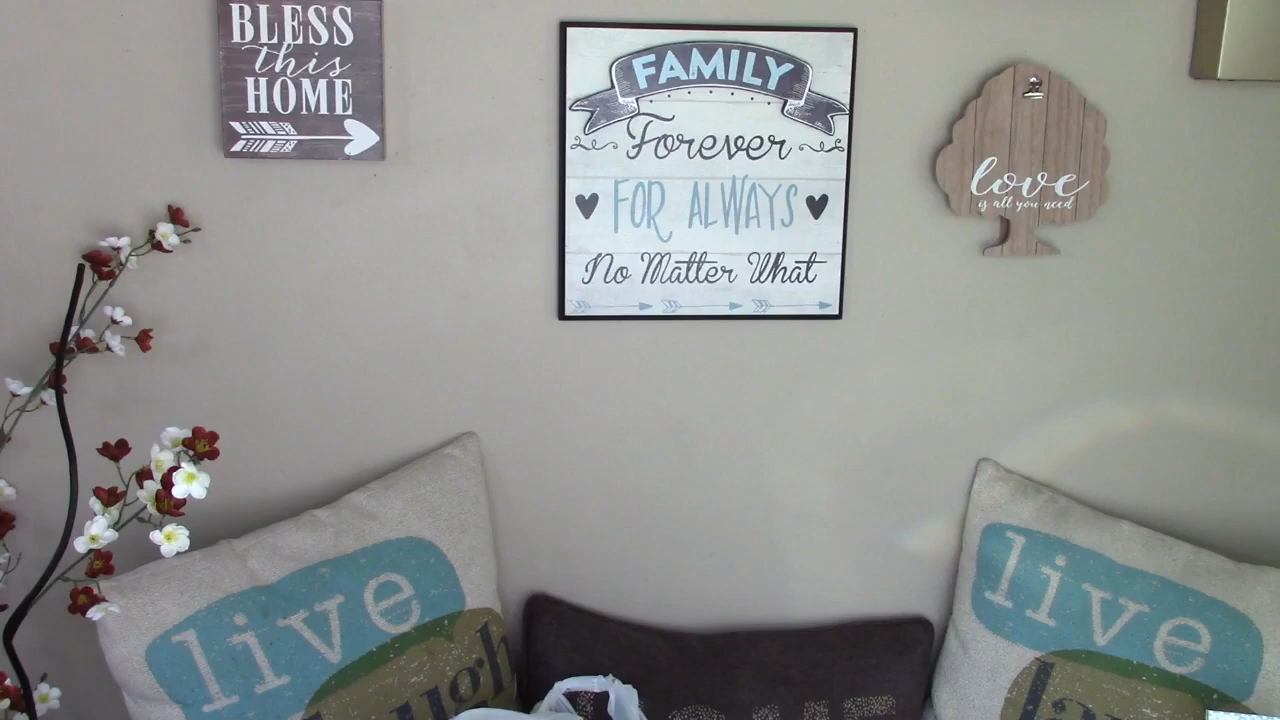 BLESS
this
HOME
FAMILY
Forever
FOR ALWAYS
No Matter What
love
is all you need
live
live